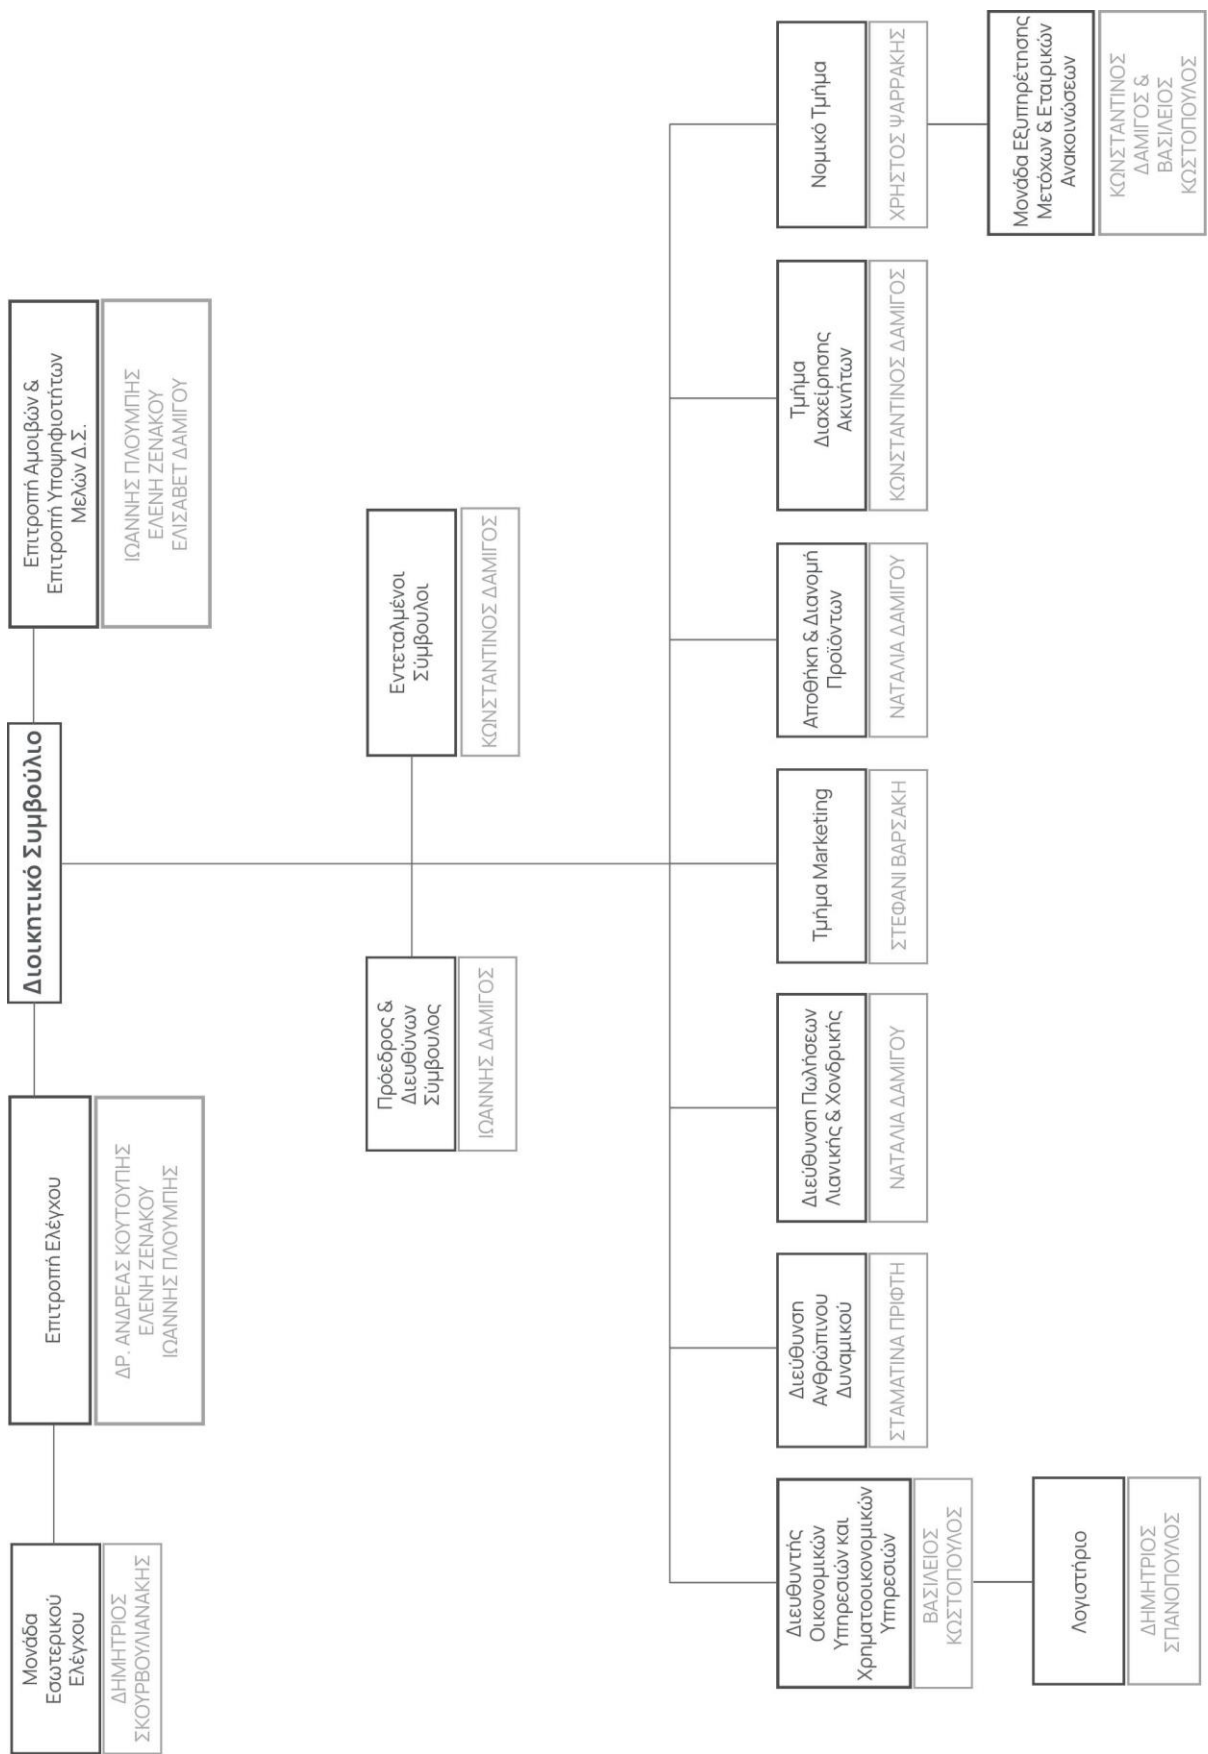 Διοικητικό Συμβούλιο
Μονάδα
Εσωτερικού
Ελέγχου
ΔΗΜΗΤΡΙΟΣ
ΣΚΟΥΡΒΟΥΛΙΑΝΑΚΗΣ
Επιτροπή Ελέγχου
ΔΡ. ΑΝΔΡΕΑΣ ΚΟΥΤΟΥΠΗΣ
ΕΛΕΝΗ ΖΕΝΑΚΟΥ
ΙΩΑΝΝΗΣ ΠΛΟΥΜΠΗΣ
Επιτροπή Αμοιβών &
Επιτροπή Υποψηφιοτήτων
Μελών Δ.Σ.
ΙΩΑΝΝΗΣ ΠΛΟΥΜΠΗΣ
ΕΛΕΝΗ ΖΕΝΑΚΟΥ
ΕΛΙΣΑΒΕΤ ΔΑΜΙΓΟΥ
Πρόεδρος &
Διευθύνων
Σύμβουλος
ΙΩΑΝΝΗΣ ΔΑΜΙΓΟΣ
Εντεταλμένοι
Σύμβουλοι
ΚΩΝΣΤΑΝΤΙΝΟΣ ΔΑΜΙΓΟΣ
Διευθυντής
Οικονομικών
Υπηρεσιών και
Χρηματοοικονομικών
Υπηρεσιών
ΒΑΣΙΛΕΙΟΣ
ΚΩΣΤΟΠΟΥΛΟΣ
Λογιστήριο
ΔΗΜΗΤΡΙΟΣ
ΣΠΑΝΟΠΟΥΛΟΣ
Διεύθυνση
Ανθρώπινου
Δυναμικού
ΣΤΑΜΑΤΙΝΑ ΠΡΙΦΤΗ
Διεύθυνση Πωλήσεων
Λιανικής & Χονδρικής
ΝΑΤΑΛΙΑ ΔΑΜΙΓΟΥ
Τμήμα Marketing
ΣΤΕΦΑΝΙ ΒΑΡΣΑΚΗ
Αποθήκη & Διανομή
Προϊόντων
ΝΑΤΑΛΙΑ ΔΑΜΙΓΟΥ
Τμήμα
Διαχείρησης
Ακινήτων
ΚΩΝΣΤΑΝΤΙΝΟΣ ΔΑΜΙΓΟΣ
Νομικό Τμήμα
ΧΡΗΣΤΟΣ ΨΑΡΡΑΚΗΣ
Μονάδα Εξυπηρέτησης
Μετόχων & Εταιρικών
Ανακοινώσεων
ΚΩΝΣΤΑΝΤΙΝΟΣ
ΔΑΜΙΓΟΣ &
ΒΑΣΙΛΕΙΟΣ
ΚΩΣΤΟΠΟΥΛΟΣ